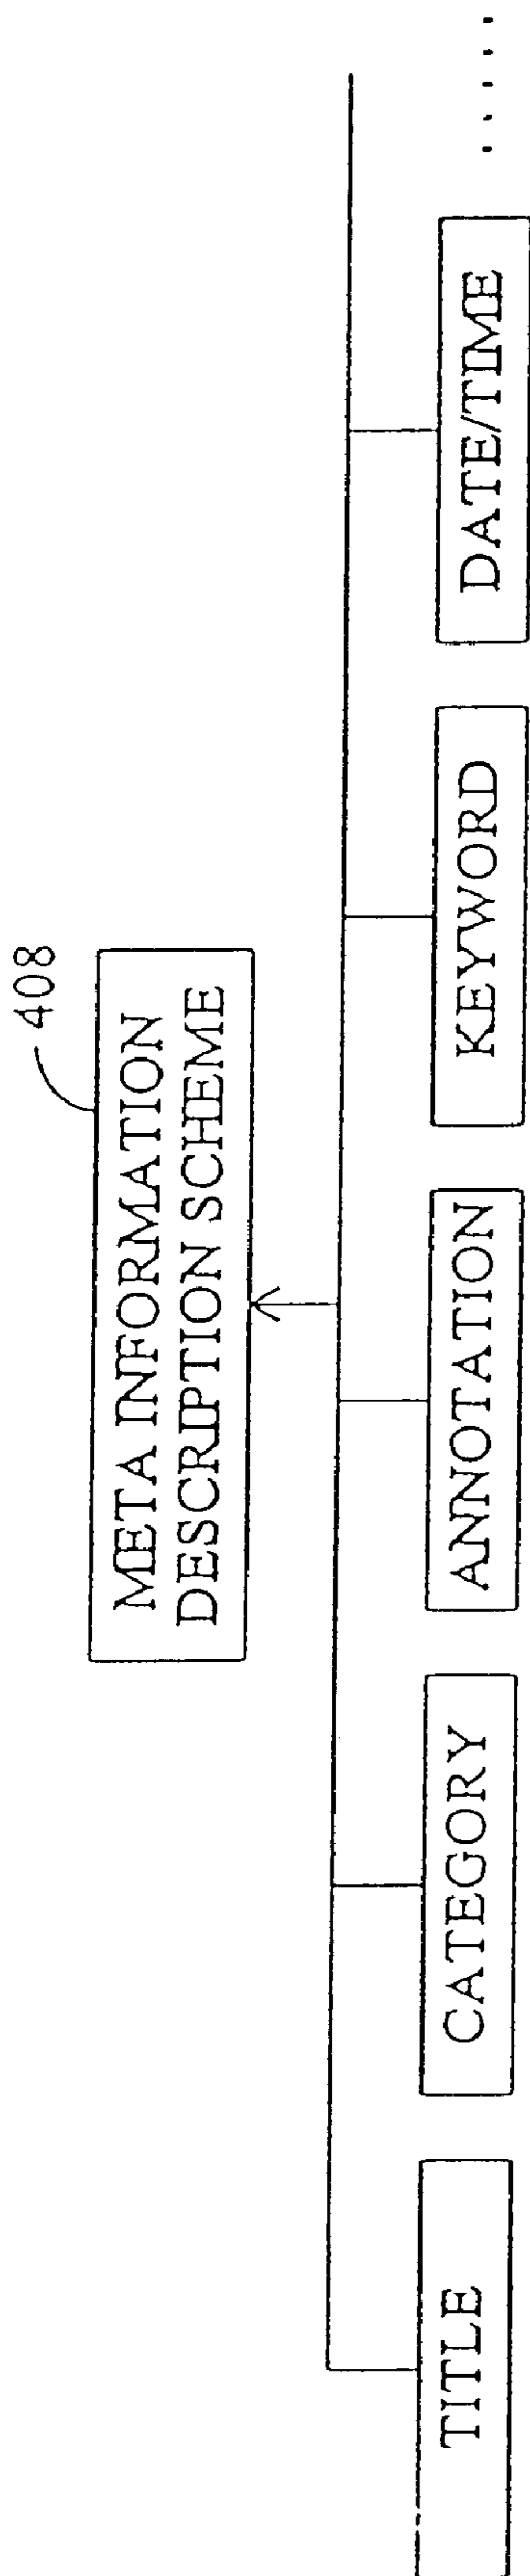 408
META INFORMATION
DESCRIPTION SCHEME
TITLE
CATEGORY
ANNOTATION
KEYWORD
DATE/TIME
.....